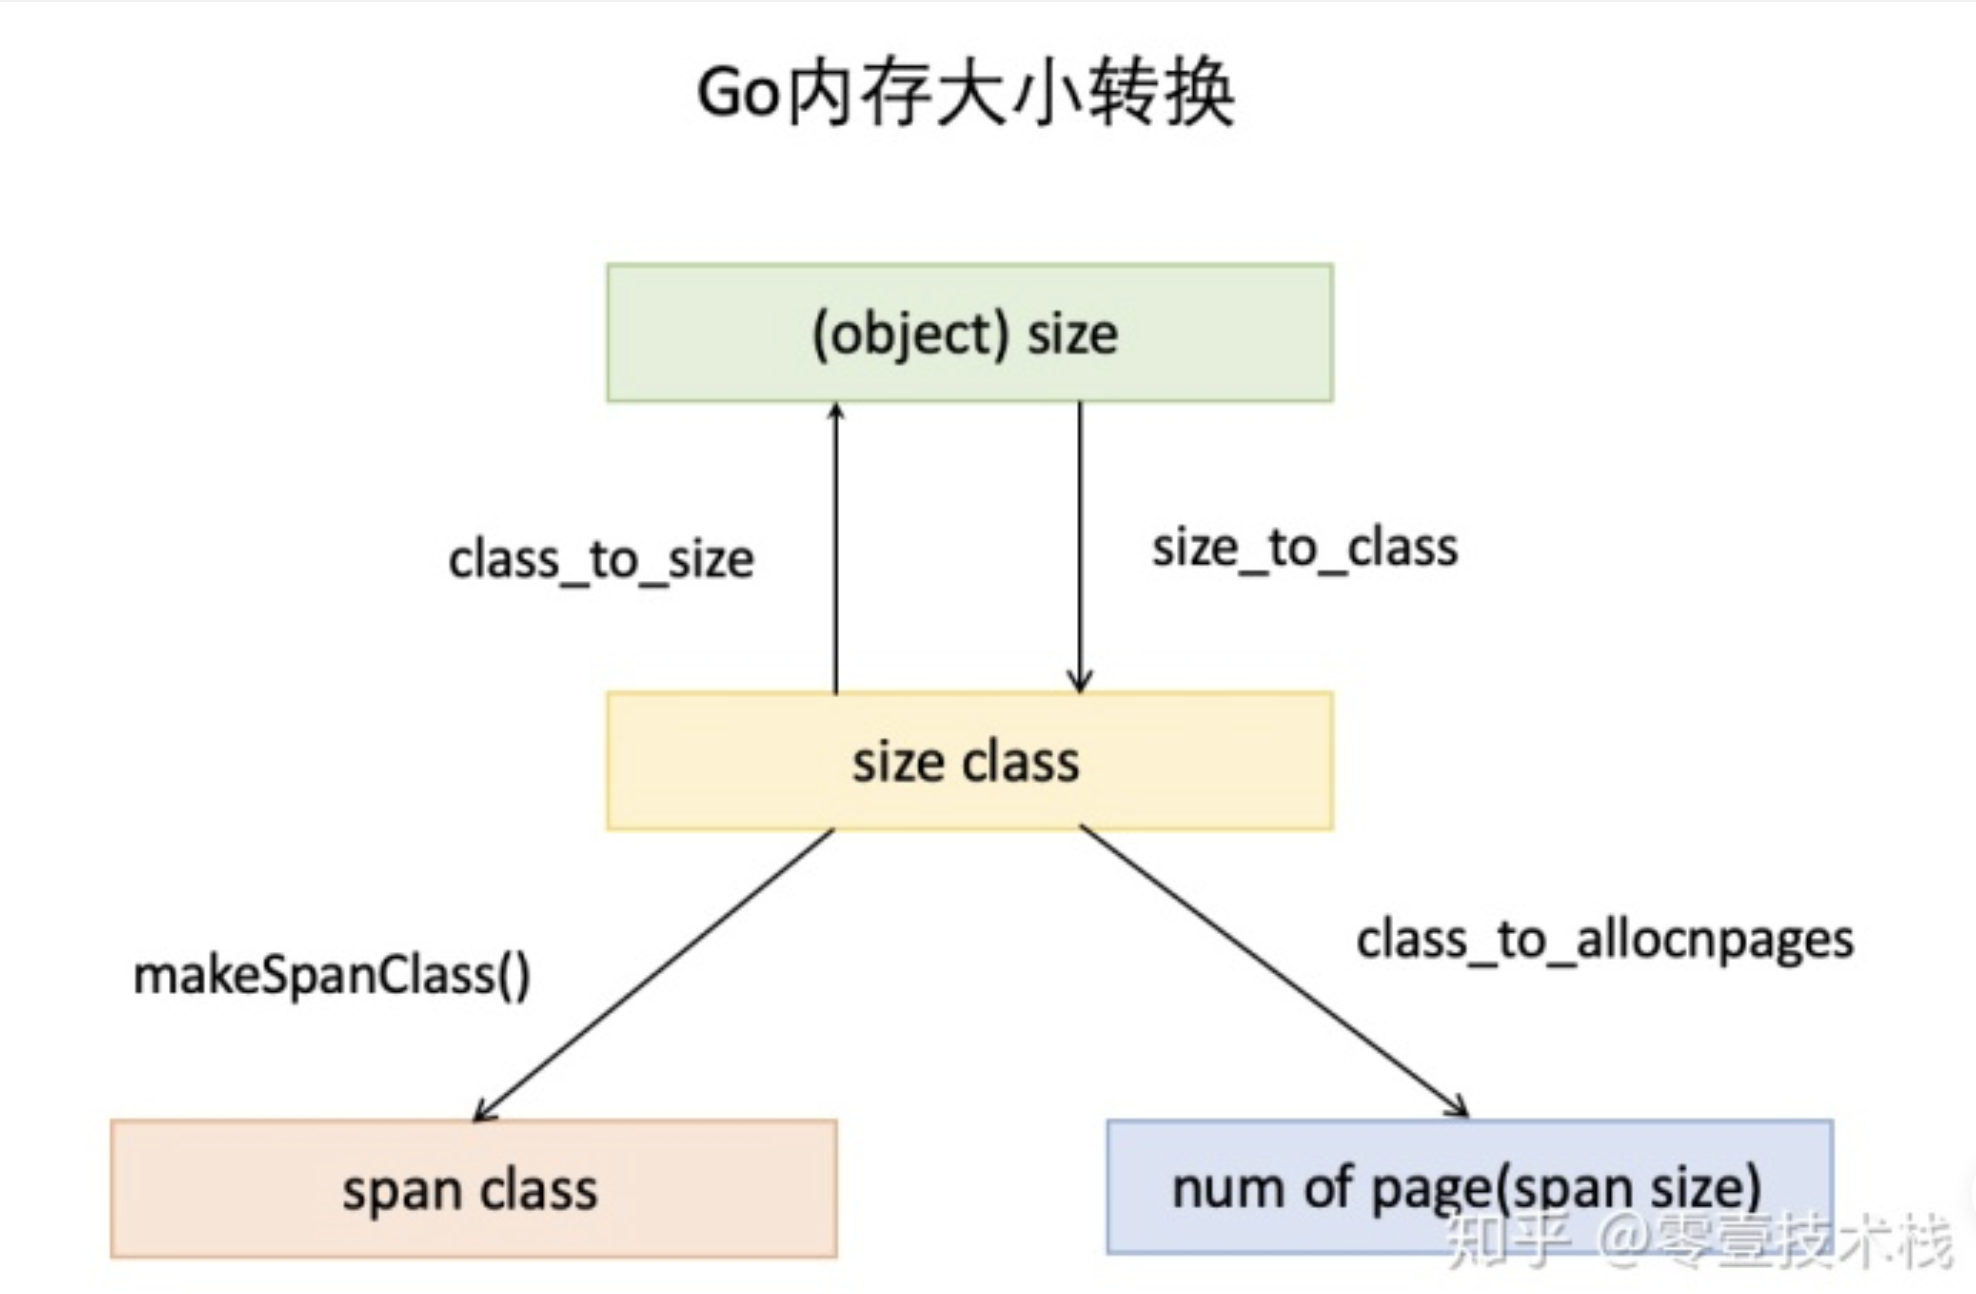 Go内存大小转换
(object) size
class_to_size
size_to_class
size class
class_to_allocnpages
makeSpanClass()
span class
num of page(span size)
知乎 @零壹技术栈